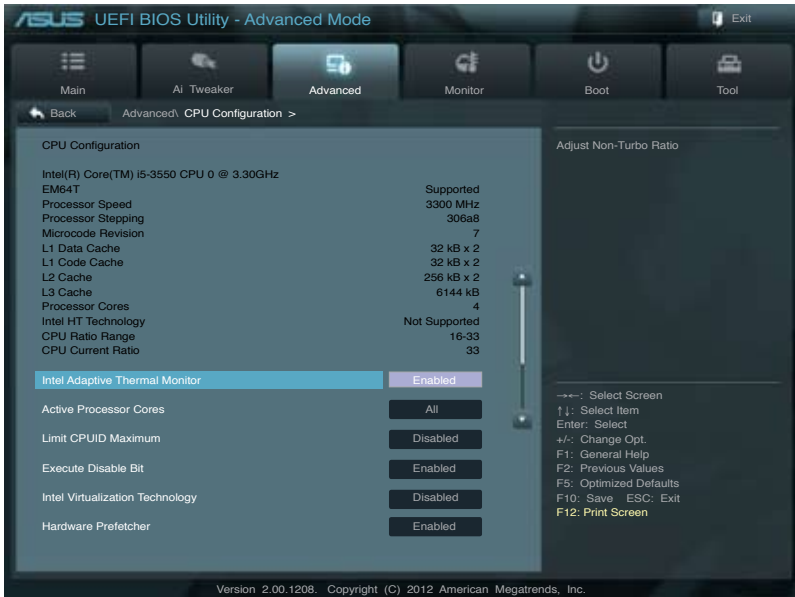 ASUS UEFI BIOS Utility - Advanced Mode
Exit
Main
Ai Tweaker
Advanced
Monitor
Boot
Tool
Back
Advanced\ CPU Configuration >
CPU Configuration
Intel(R) Core(TM) i5-3550 CPU 0 @ 3.30GHz
EM64T Supported
Processor Speed 3300 MHz
Processor Stepping 306a8
Microcode Revision 7
L1 Data Cache 32 kB x 2
L1 Code Cache 32 kB x 2
L2 Cache 256 kB x 2
L3 Cache 6144 kB
Processor Cores 4
Intel HT Technology Not Supported
CPU Ratio Range 16-33
CPU Current Ratio 33
Intel Adaptive Thermal Monitor Enabled
Active Processor Cores All
Limit CPUID Maximum Disabled
Execute Disable Bit Enabled
Intel Virtualization Technology Disabled
Hardware Prefetcher Enabled
Adjust Non-Turbo Ratio
→←: Select Screen
↑↓: Select Item
Enter: Select
+/-: Change Opt.
F1: General Help
F2: Previous Values
F5: Optimized Defaults
F10: Save ESC: Exit
F12: Print Screen
Version 2.00.1208. Copyright (C) 2012 American Megatrends, Inc.